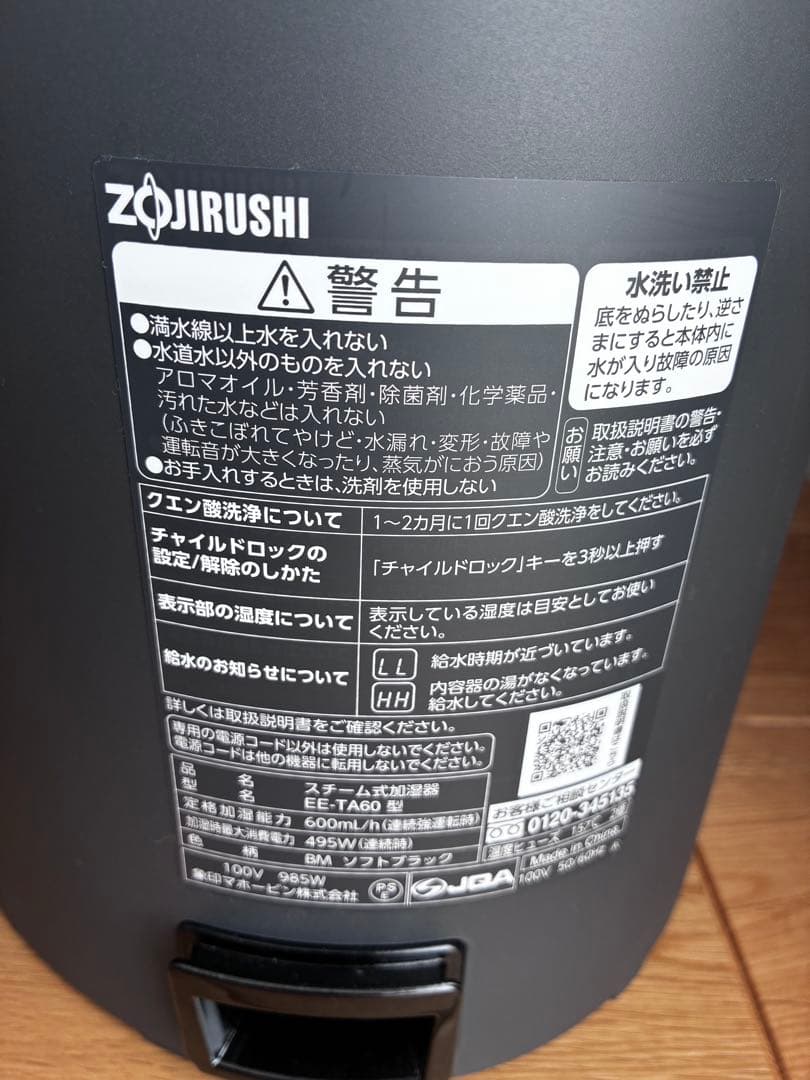 ZOJIRUSHI
警告
●満水線以上水を入れない
●水道水以外のものを入れない
アロマオイル・芳香剤・除菌剤・化学薬品・
汚れた水などは入れない
(ふきこぼれてやけど・水漏れ・変形・故障や
運転音が大きくなったり、蒸気がにおう原因)
●お手入れするときは、洗剤を使用しない
水洗い禁止
底をぬらしたり、逆さ
まにすると本体内に
水が入り故障の原因
になります。
お願い
取扱説明書の警告・
注意・お願いを必ず
お読みください。
クエン酸洗浄について
1～2カ月に1回クエン酸洗浄をしてください。
チャイルドロックの
設定/解除のしかた
「チャイルドロック」キーを3秒以上押す
表示部の湿度について
表示している湿度は目安としてお使い
ください。
給水のお知らせについて
LL 給水時期が近づいています。
HH 内容器の湯がなくなっています。
給水してください。
詳しくは取扱説明書をご確認ください。
専用の電源コード以外は使用しないでください。
電源コードは他の機器に転用しないでください。
品名 スチーム式加湿器
型名 EE-TA60 型
定格加湿能力 600mL/h(連続強運転時)
加湿時最大消費電力 495W(連続時)
色柄 BM ソフトブラック
100V 985W
象印マホービン株式会社
PS
E
JQA
お客様ご相談センター
0120-345135
温度ヒューズ 157℃
Made in China
100V 50/60Hz